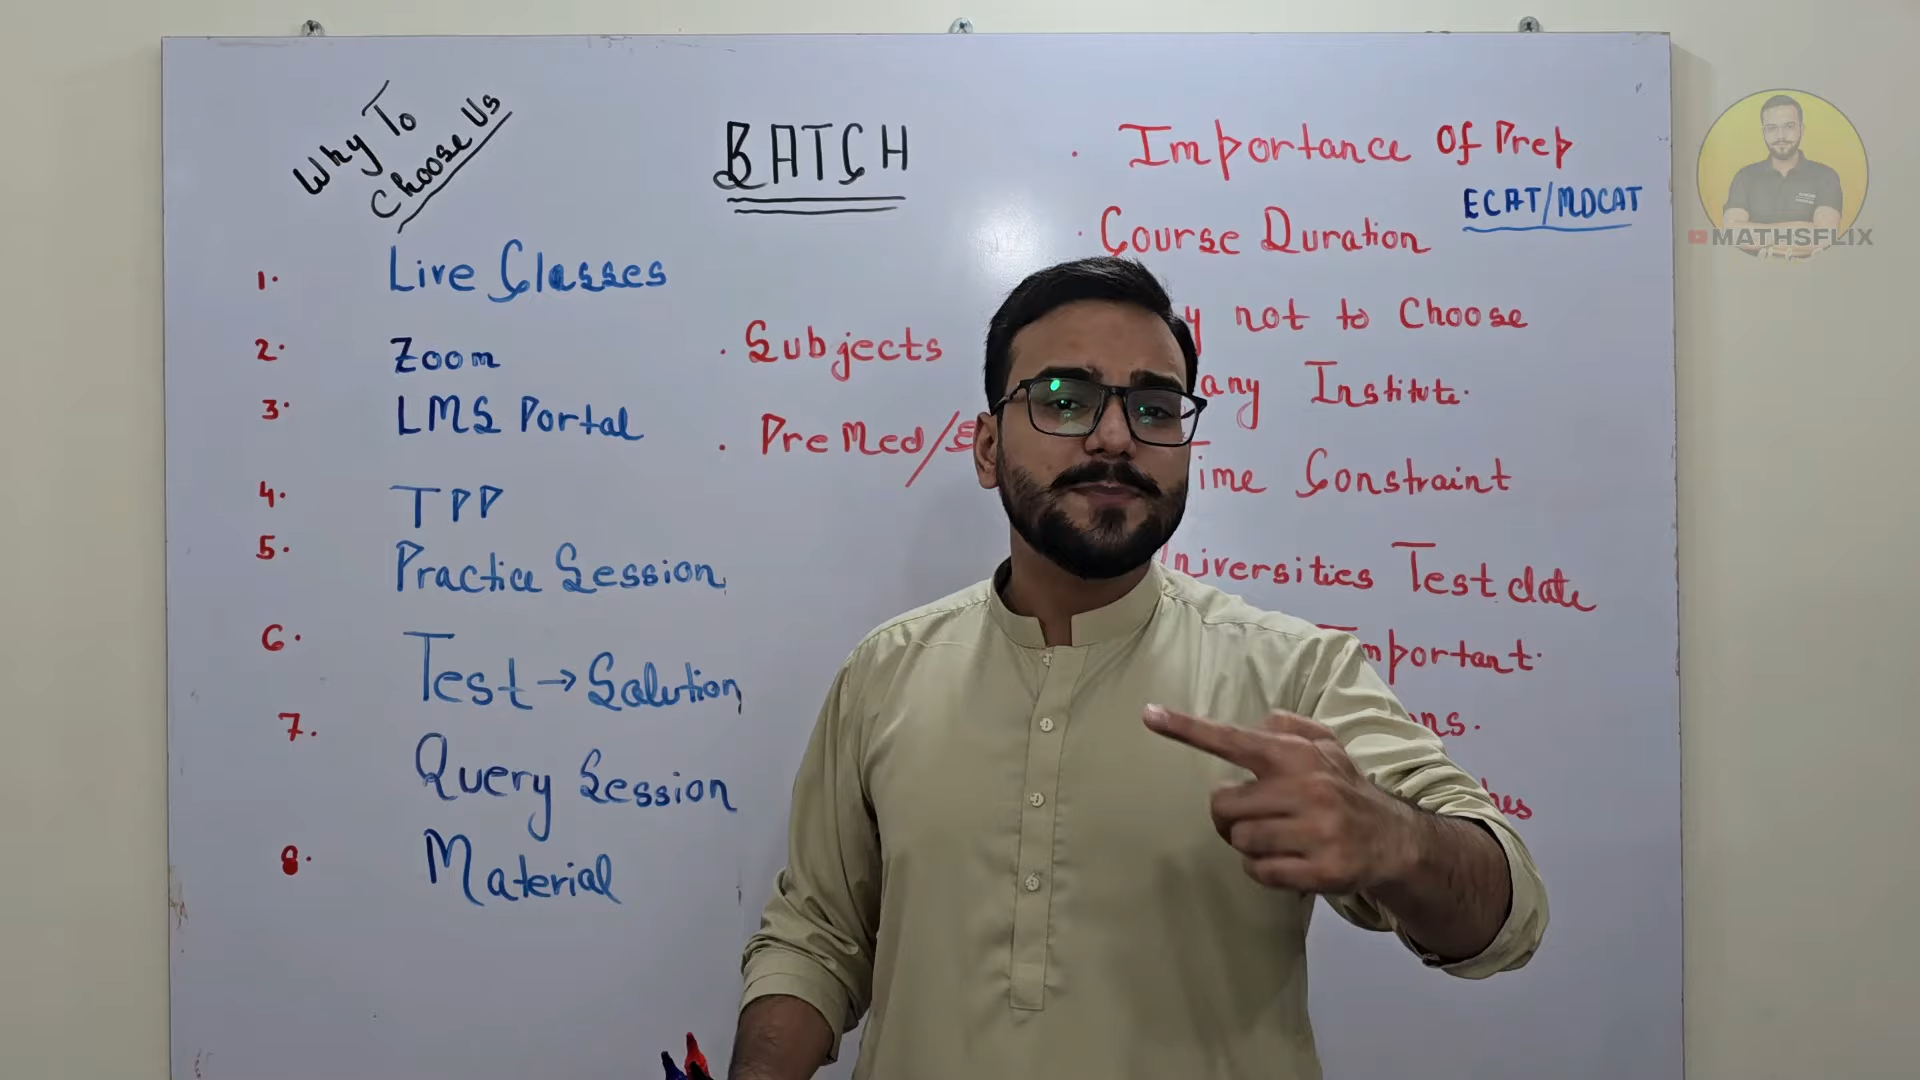 Why To
Choose Us
1. Live Classes
2. Zoom
3. LMS Portal
4. TPP
5. Practice Session
6. Test → Solution
7. Query Session
8. Material
BATCH
. Subjects
. Pre Med/
. Importance Of Prep
ECAT/MDCAT
. Course Duration
not to Choose
any Institute.
Constraint
Test date
MATHSFLIX